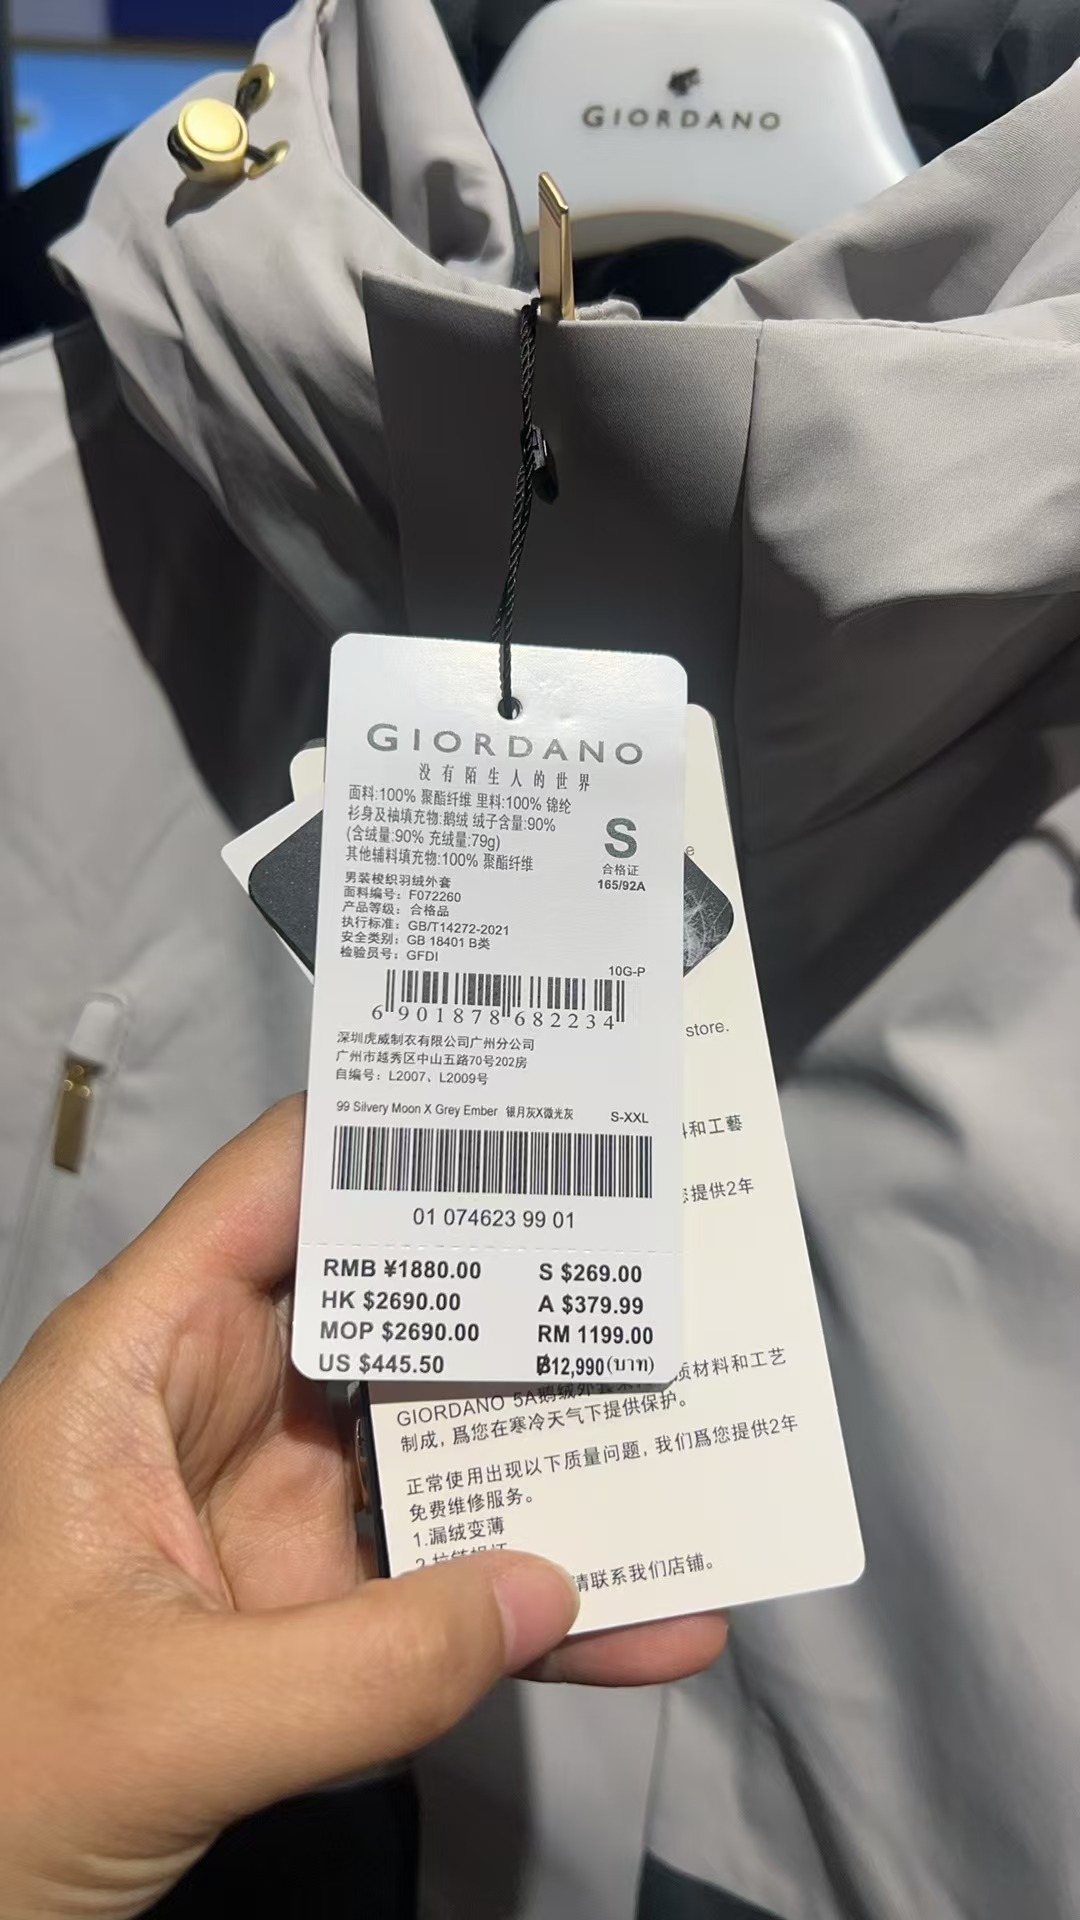 GIORDANO
GIORDANO
没有陌生人的世界
面料:100% 聚酯纤维 里料:100% 锦纶
衫身及袖填充物:鹅绒 绒子含量:90%
(含绒量:90% 充绒量:79g)
其他辅料填充物:100% 聚酯纤维
S
合格证
165/92A
男装梭织羽绒外套
面料编号: F072260
产品等级: 合格品
执行标准: GB/T14272-2021
安全类别: GB 18401 B类
检验员号: GFDI
10G-P
6 901878 682234
深圳虎威制衣有限公司广州分公司
广州市越秀区中山五路70号202房
自编号: L2007、L2009号
99 Silvery Moon X Grey Ember 银月灰X微光灰 S-XXL
01 074623 99 01
RMB ¥1880.00 S $269.00
HK $2690.00 A $379.99
MOP $2690.00 RM 1199.00
US $445.50 ฿12,990(บาท)
e
store.
和工藝
提供2年
GIORDANO 5A鹅绒外套 质材料和工艺
制成, 爲您在寒冷天气下提供保护。
正常使用出现以下质量问题, 我们爲您提供2年
免费维修服务。
1.漏绒变薄
请联系我们店铺。